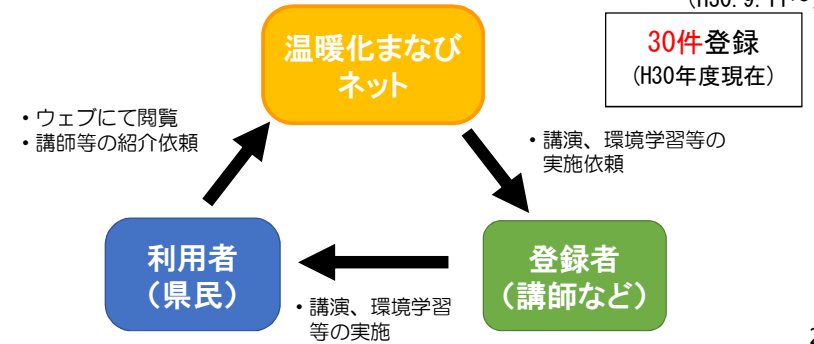 (H30.9.11~
温暖化まなび
ネット
30件登録
(H30年度現在)
・ウェブにて閲覧
・講師等の紹介依頼
・講演、環境学習等の
実施依頼
利用者
(県民)
登録者
(講師など)
・講演、環境学習
等の実施